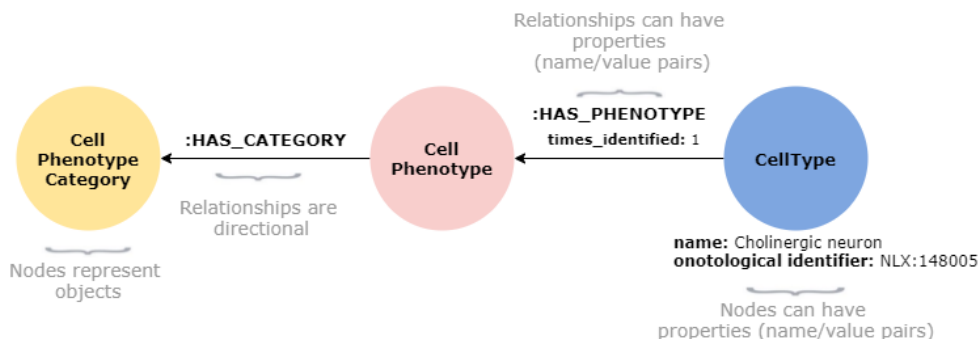 Relationships can have
properties
(name/value pairs)
:HAS_PHENOTYPE
times_identified: 1
:HAS_CATEGORY
Cell
Phenotype
Category
Cell
Phenotype
CellType
Relationships are
directional
name: Cholinergic neuron
onotological identifier: NLX:148005
Nodes represent
objects
Nodes can have
properties (name/value pairs)